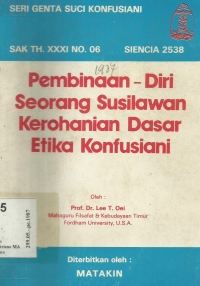 SERI GENTA SUCI KONFUSIANI
SAK TH. XXXI NO. 06 SIENCIA 2538
1987
Pembinaan - Diri
Seorang Susilawan
Kerohanian Dasar
Etika Konfusiani
Oleh :
Prof. Dr. Lee T. Oei
Mahaguru Filsafat & Kebudayaan Timur
Fordham University, U.S.A.
5
Diterbitkan oleh :
MATAKIN